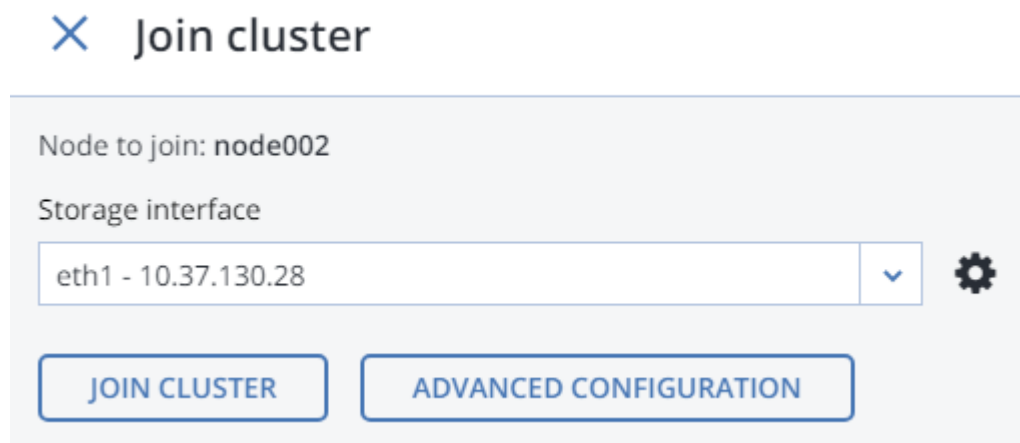 Join cluster
Node to join: node002
Storage interface
eth1 - 10.37.130.28
JOIN CLUSTER ADVANCED CONFIGURATION